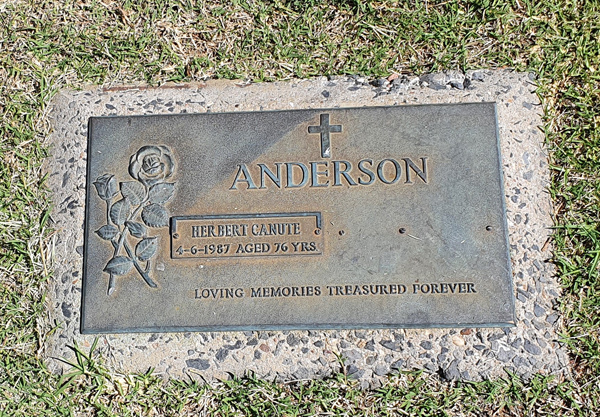 ANDERSON
HERBERT CANUTE
4-6-1987 AGED 76 YRS.
LOVING MEMORIES TREASURED FOREVER